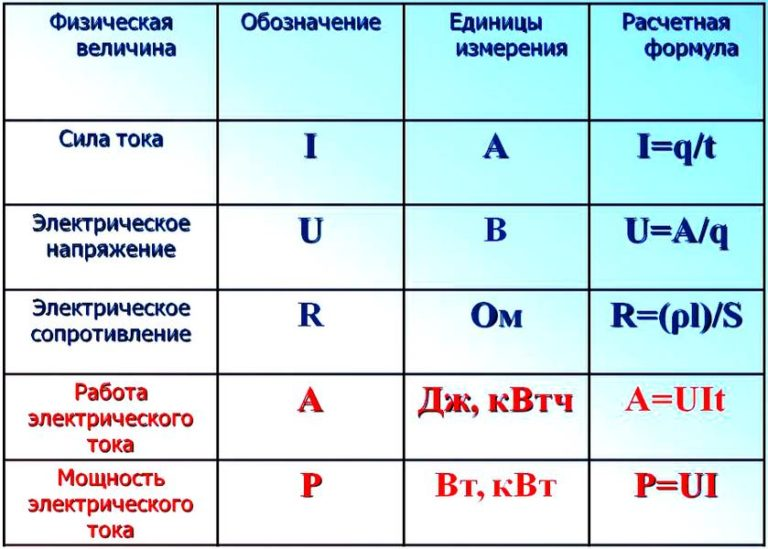 Физическая
величина
Обозначение
Единицы
измерения
Расчетная
формула
Сила тока
I
А
I=q/t
Электрическое
напряжение
U
В
U=A/q
Электрическое
сопротивление
R
Ом
R=(ρl)/S
Работа
электрического
тока
А
Дж, кВтч
A=UIt
Мощность
электрического
тока
Р
Вт, кВт
P=UI